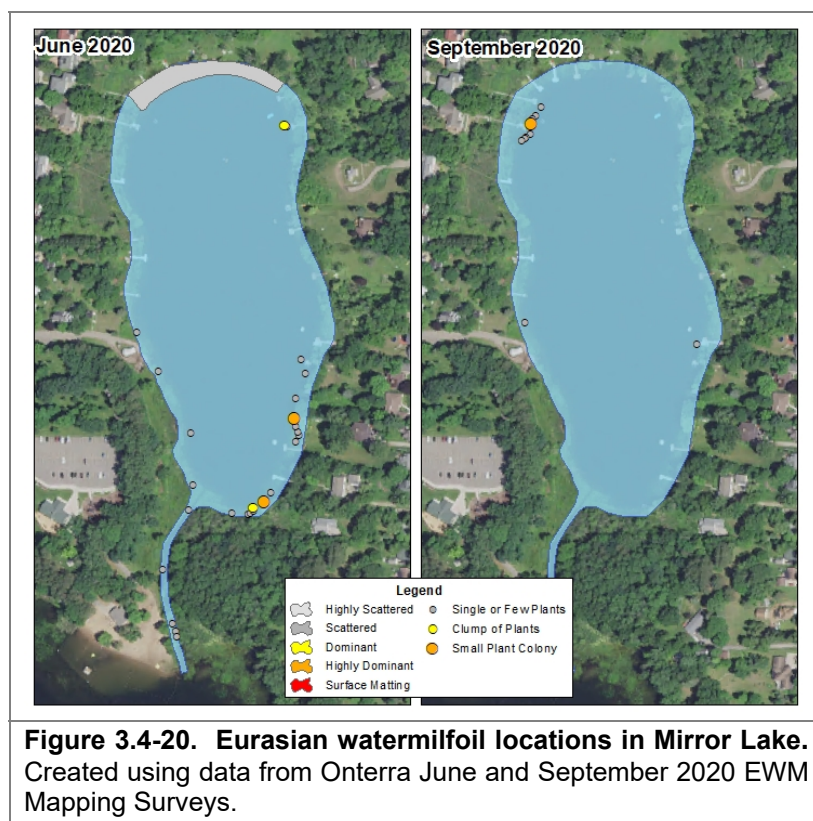 June 2020
September 2020
Legend
Highly Scattered
Scattered
Dominant
Highly Dominant
Surface Matting
Single or Few Plants
Clump of Plants
Small Plant Colony
Figure 3.4-20. Eurasian watermilfoil locations in Mirror Lake.
Created using data from Onterra June and September 2020 EWM
Mapping Surveys.